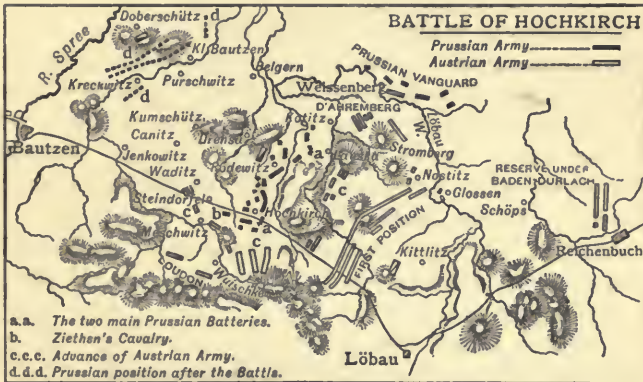 BATTLE OF HOCHKIRCH
Prussian Army
Austrian Army
Doberschütz
d
R. Spree
d
Kl. Bautzen
Kreckwitz
Purschwitz
d
Belgern
PRUSSIAN VANGUARD
Weissenberg
D'AHREMBERG
Löbau W.
Kumschütz
Kotitz
Canitz
Drehsa
a
Stromberg
Bautzen
Jenkowitz
Lauska
Waditz
Rodewitz
Nostitz
c
Glossen
RESERVE UNDER
BADEN DURLACH
Steindorfel
Schöps
c
b
Hochkirch
a
Meschwitz
c
FIRST POSITION
Kittlitz
Reichenbuch
LOUDON
Wuischke
Löbau
a.a. The two main Prussian Batteries.
b. Ziethen's Cavalry.
c.c.c. Advance of Austrian Army.
d.d.d. Prussian position after the Battle.